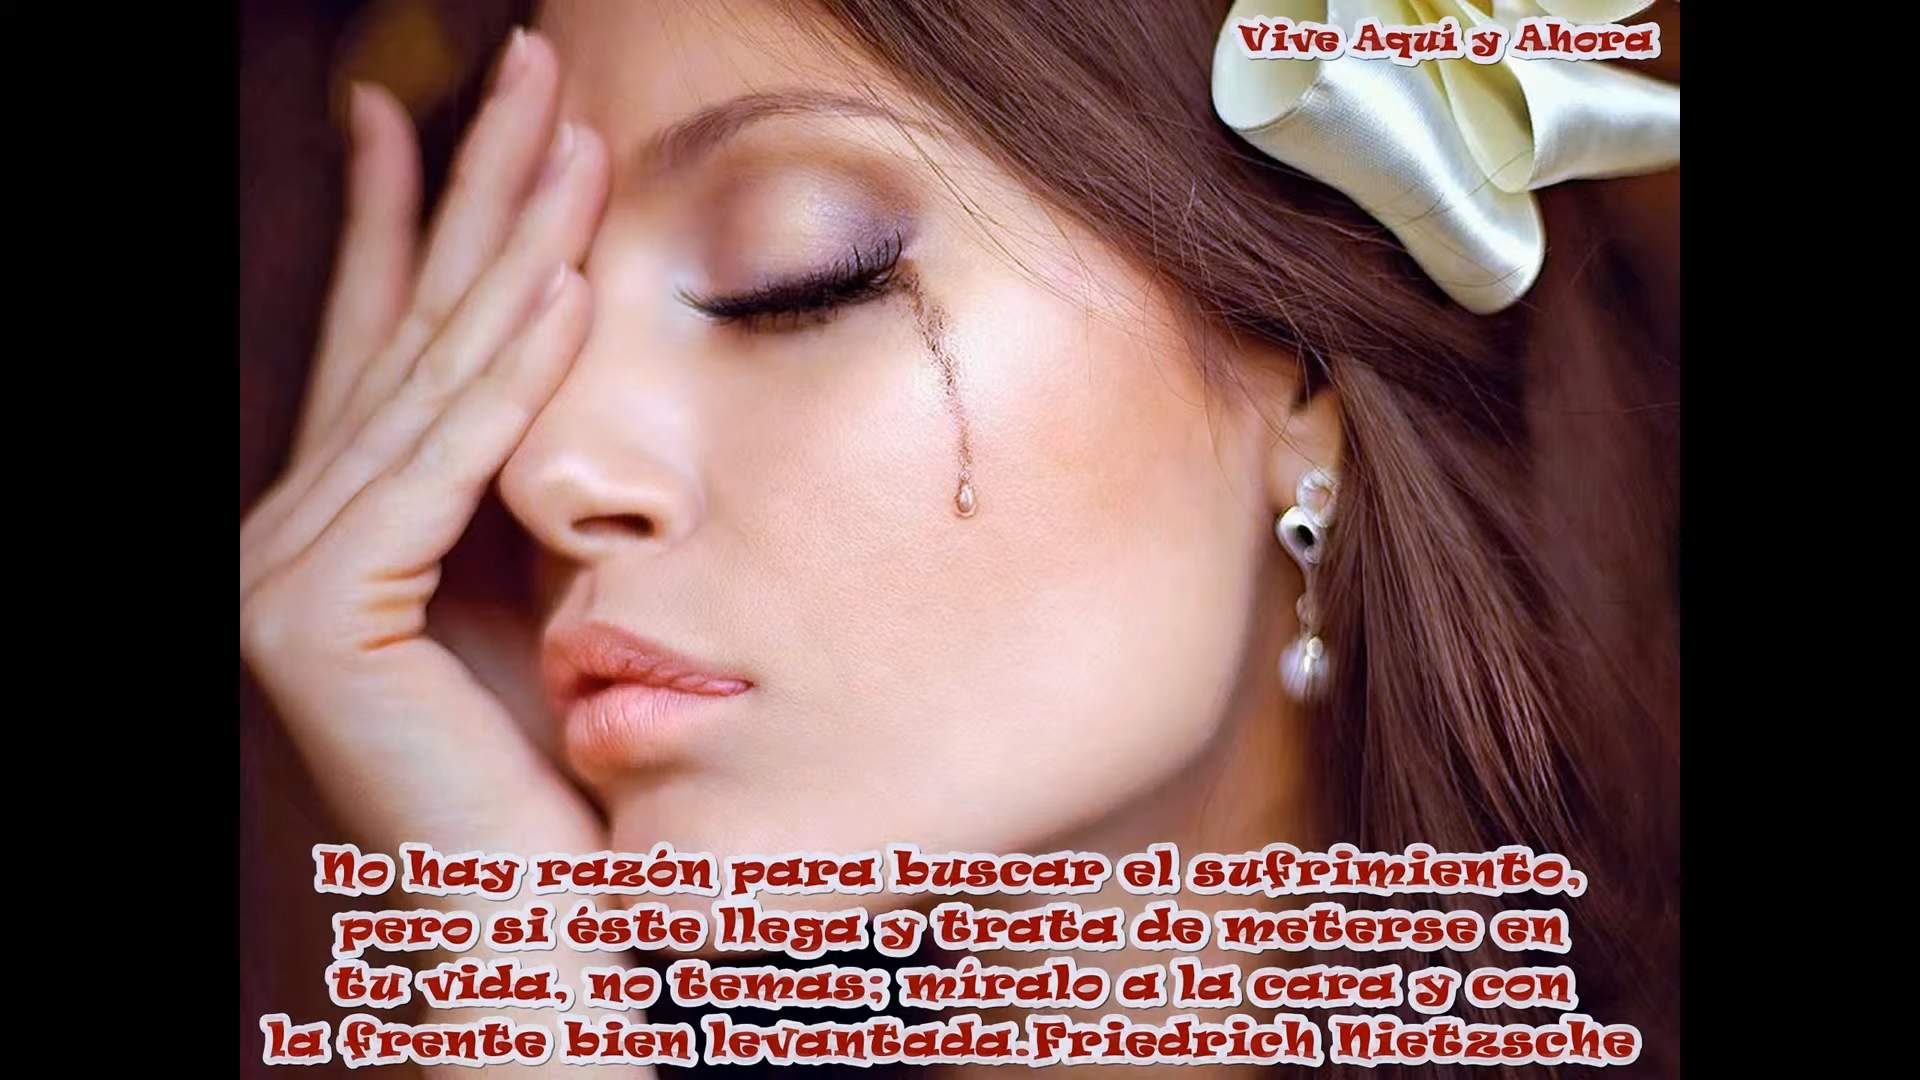 Vive Aquí y Ahora
No hay razón para buscar el sufrimiento,
pero si éste llega y trata de meterse en
tu vida, no temas; míralo a la cara y con
la frente bien levantada.Friedrich Nietzsche